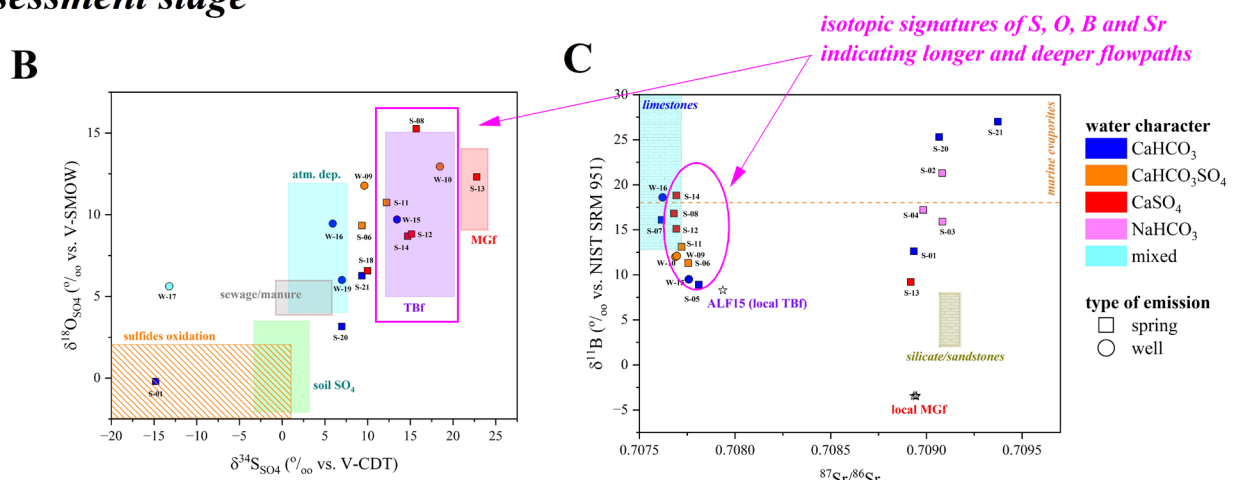 sessment stage
isotopic signatures of S, O, B and Sr
indicating longer and deeper flowpaths
B
δ18OSO4 (o/oo vs. V-SMOW)
15
10
5
0
−20
−15
−10
−5
0
5
10
15
20
25
δ34SSO4 (o/oo vs. V-CDT)
S-08
atm. dep.
W-09
W-10
S-13
S-11
W-15
W-16
S-06
S-12
S-14
MGf
S-18
W-17
sewage/manure
W-19
S-21
TBf
sulfides oxidation
S-20
soil SO4
S-01
C
δ11B (o/oo vs. NIST SRM 951)
30
25
20
15
10
5
0
−5
0.7075
0.7080
0.7085
0.7090
0.7095
87Sr/86Sr
limestones
marine evaporites
S-21
S-20
S-02
W-16
S-14
S-04
S-08
S-07
S-12
S-03
S-11
W-09
S-01
W-10
S-06
W-15
S-05
ALF15 (local TBf)
S-13
silicate/sandstones
local MGf
water character
CaHCO3
CaHCO3SO4
CaSO4
NaHCO3
mixed
type of emission
spring
well